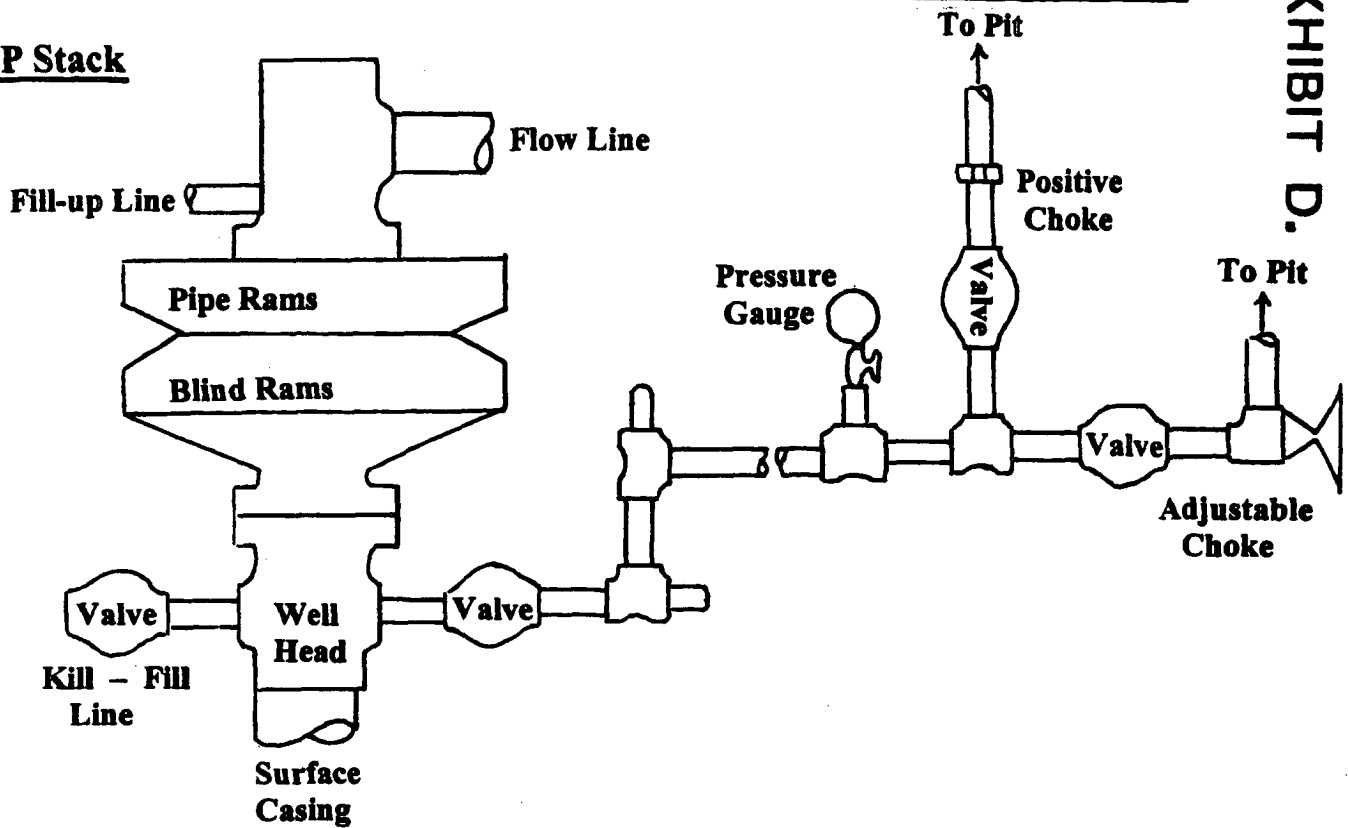 To Pit
P Stack
KHIBIT D.
Flow Line
Fill-up Line
Positive
Choke
Valve
Pressure
Gauge
To Pit
Pipe Rams
Blind Rams
Valve
Adjustable
Choke
Valve
Well
Head
Valve
Kill – Fill
Line
Surface
Casing